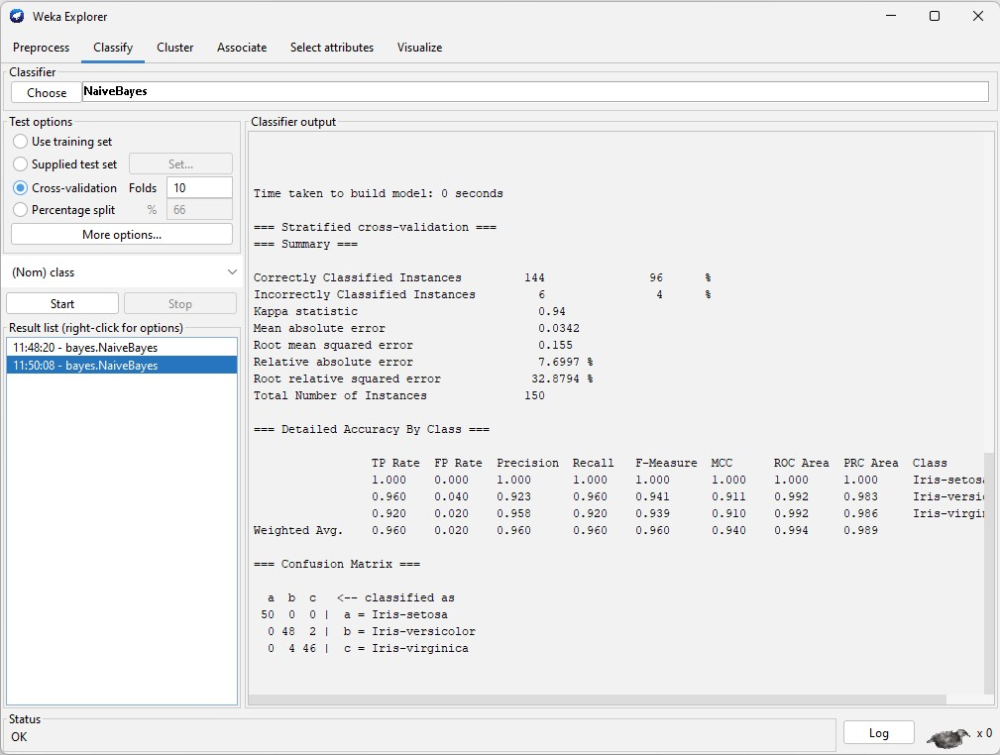 Weka Explorer
Preprocess Classify Cluster Associate Select attributes Visualize
Classifier
Choose NaiveBayes
Test options
Use training set
Supplied test set Set...
Cross-validation Folds 10
Percentage split % 66
More options...
(Nom) class
Start Stop
Result list (right-click for options)
11:48:20 - bayes.NaiveBayes
11:50:08 - bayes.NaiveBayes
Classifier output
Time taken to build model: 0 seconds
=== Stratified cross-validation ===
=== Summary ===
Correctly Classified Instances 144 96 %
Incorrectly Classified Instances 6 4 %
Kappa statistic 0.94
Mean absolute error 0.0342
Root mean squared error 0.155
Relative absolute error 7.6997 %
Root relative squared error 32.8794 %
Total Number of Instances 150
=== Detailed Accuracy By Class ===
TP Rate FP Rate Precision Recall F-Measure MCC ROC Area PRC Area Class
1.000 0.000 1.000 1.000 1.000 1.000 1.000 1.000 Iris-setosa
0.960 0.040 0.923 0.960 0.941 0.911 0.992 0.983 Iris-versi
0.920 0.020 0.958 0.920 0.939 0.910 0.992 0.986 Iris-virgi
Weighted Avg. 0.960 0.020 0.960 0.960 0.960 0.940 0.994 0.989
=== Confusion Matrix ===
a b c <-- classified as
50 0 0 | a = Iris-setosa
0 48 2 | b = Iris-versicolor
0 4 46 | c = Iris-virginica
Status
OK
Log x 0